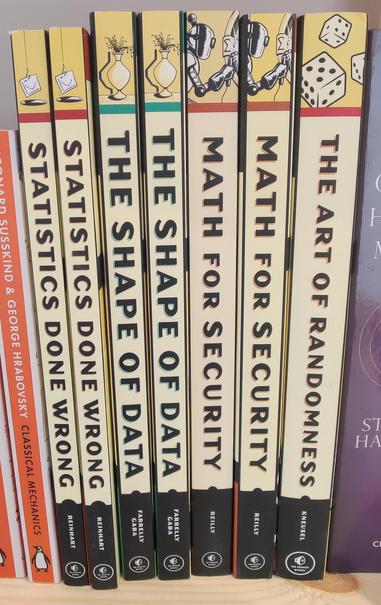 LEONARD SUSSKIND & GEORGE HRABOVSKY CLASSICAL MECHANICS
STATISTICS DONE WRONG
REINHART
STATISTICS DONE WRONG
REINHART
THE SHAPE OF DATA
FARRELLY
GABA
THE SHAPE OF DATA
FARRELLY
GABA
MATH FOR SECURITY
REILLY
MATH FOR SECURITY
REILLY
THE ART OF RANDOMNESS
KNEUSEL